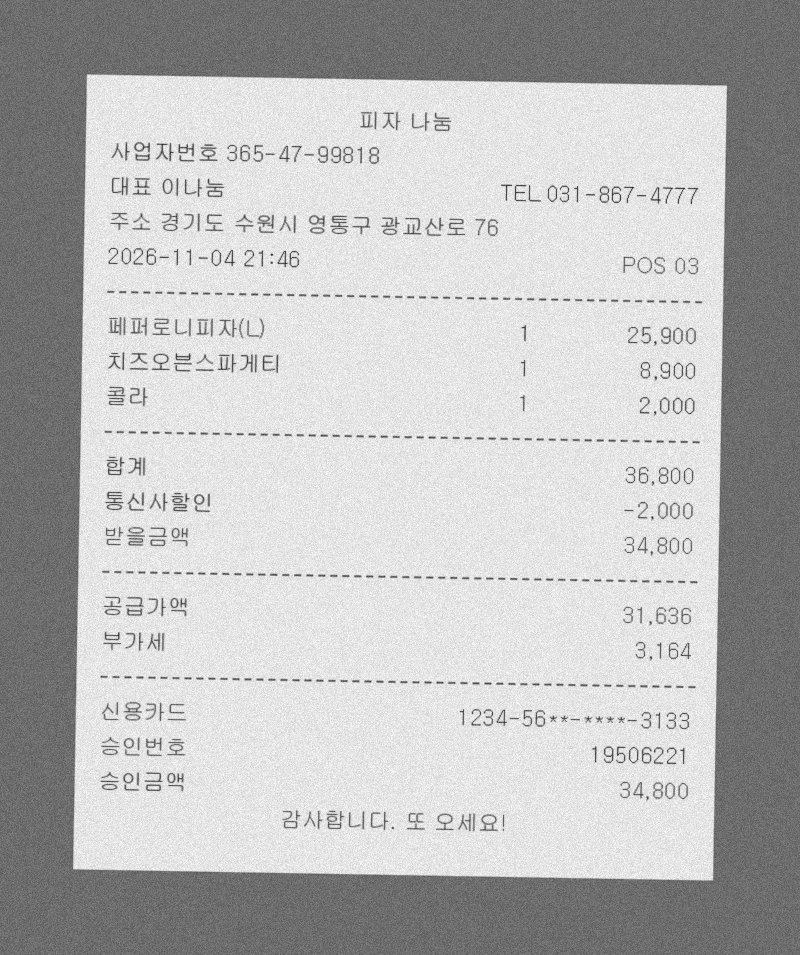 피자 나눔
사업자번호 365-47-99818
대표 이나눔 TEL 031-867-4777
주소 경기도 수원시 영통구 광교산로 76
2026-11-04 21:46 POS 03
페퍼로니피자(L) 1 25,900
치즈오븐스파게티 1 8,900
콜라 1 2,000
합계 36,800
통신사할인 -2,000
받을금액 34,800
공급가액 31,636
부가세 3,164
신용카드 1234-56**-****-3133
승인번호 19506221
승인금액 34,800
감사합니다. 또 오세요!